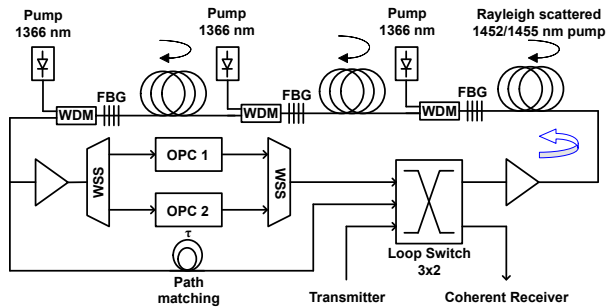 Pump
1366 nm
Pump
1366 nm
Pump
1366 nm
Rayleigh scattered
1452/1455 nm pump
FBG
FBG
FBG
WDM
WDM
WDM
WSS
OPC 1
OPC 2
WSS
τ
Path
matching
Loop Switch
3x2
Transmitter
Coherent Receiver